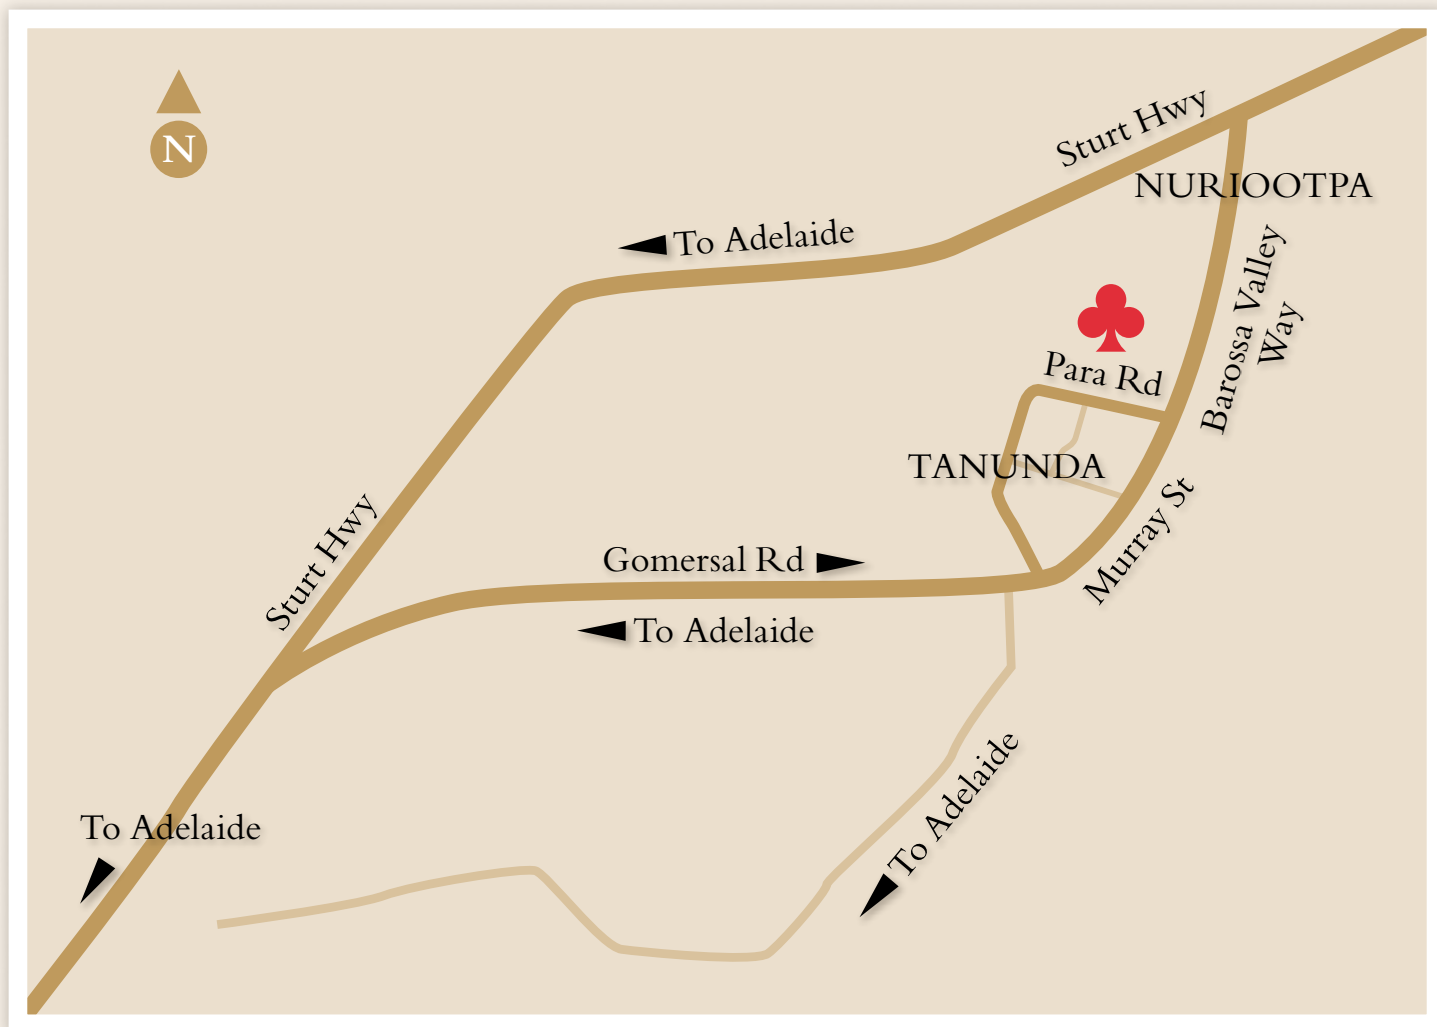 N
Sturt Hwy
NURIOOTPA
To Adelaide
Barossa Valley
Way
Para Rd
TANUNDA
Murray St
Sturt Hwy
Gomersal Rd
To Adelaide
To Adelaide
To Adelaide